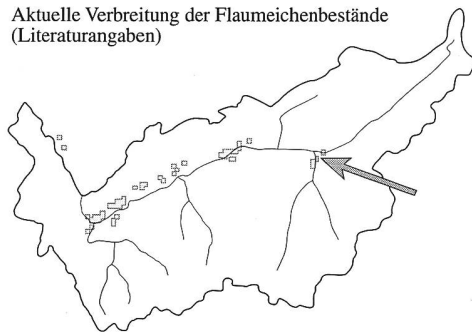 Aktuelle Verbreitung der Flaumeichenbestände
(Literaturangaben)